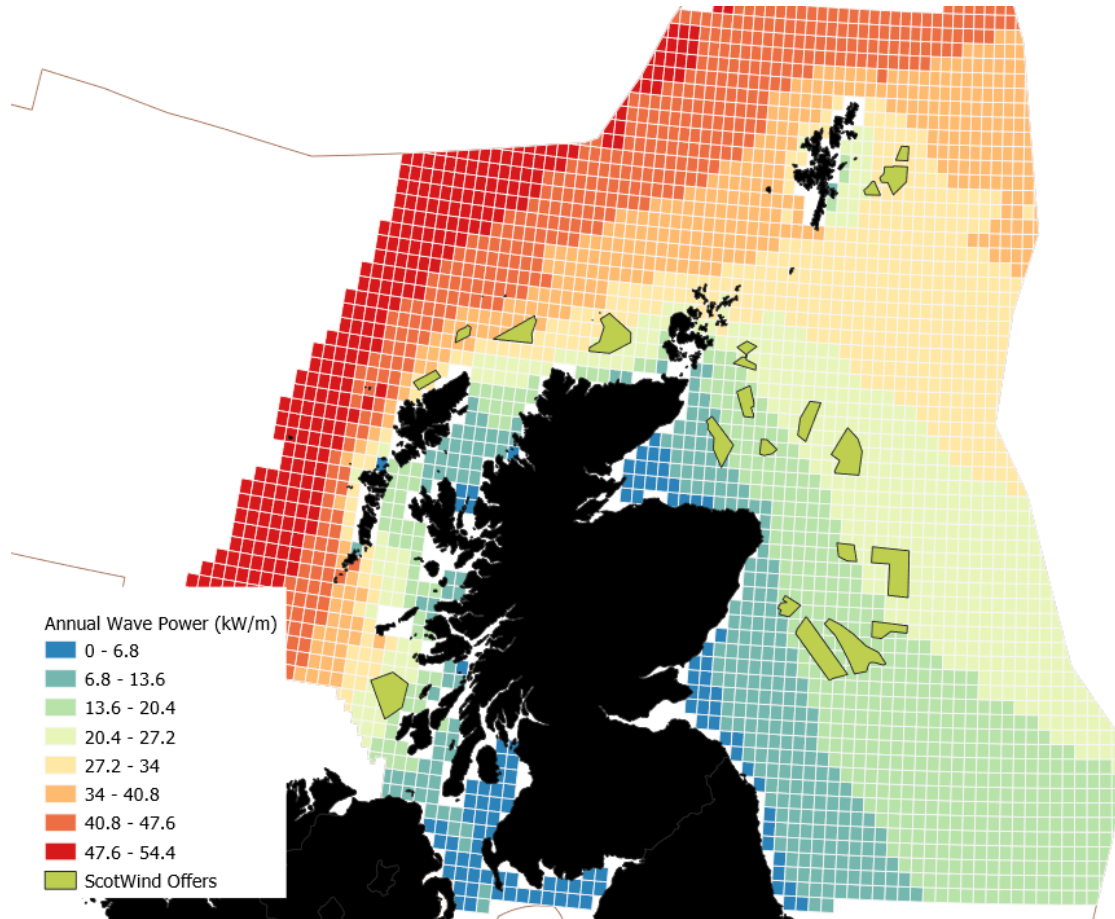 Annual Wave Power (kW/m)
0 - 6.8
6.8 - 13.6
13.6 - 20.4
20.4 - 27.2
27.2 - 34
34 - 40.8
40.8 - 47.6
47.6 - 54.4
ScotWind Offers